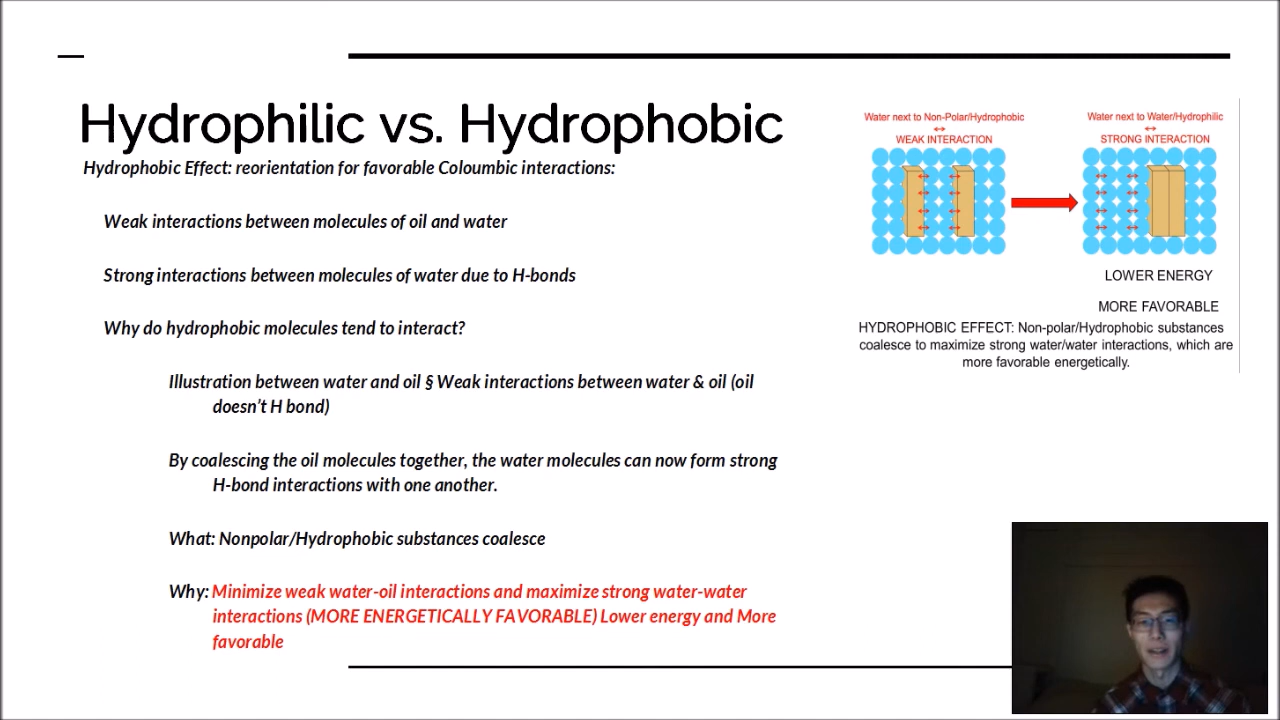 Hydrophilic vs. Hydrophobic
Hydrophobic Effect: reorientation for favorable Coloumbic interactions:
Weak interactions between molecules of oil and water
Strong interactions between molecules of water due to H-bonds
Why do hydrophobic molecules tend to interact?
Illustration between water and oil § Weak interactions between water & oil (oil
doesn't H bond)
By coalescing the oil molecules together, the water molecules can now form strong
H-bond interactions with one another.
What: Nonpolar/Hydrophobic substances coalesce
Why: Minimize weak water-oil interactions and maximize strong water-water
interactions (MORE ENERGETICALLY FAVORABLE) Lower energy and More
favorable
Water next to Non-Polar/Hydrophobic
WEAK INTERACTION
Water next to Water/Hydrophilic
STRONG INTERACTION
LOWER ENERGY
MORE FAVORABLE
HYDROPHOBIC EFFECT: Non-polar/Hydrophobic substances
coalesce to maximize strong water/water interactions, which are
more favorable energetically.